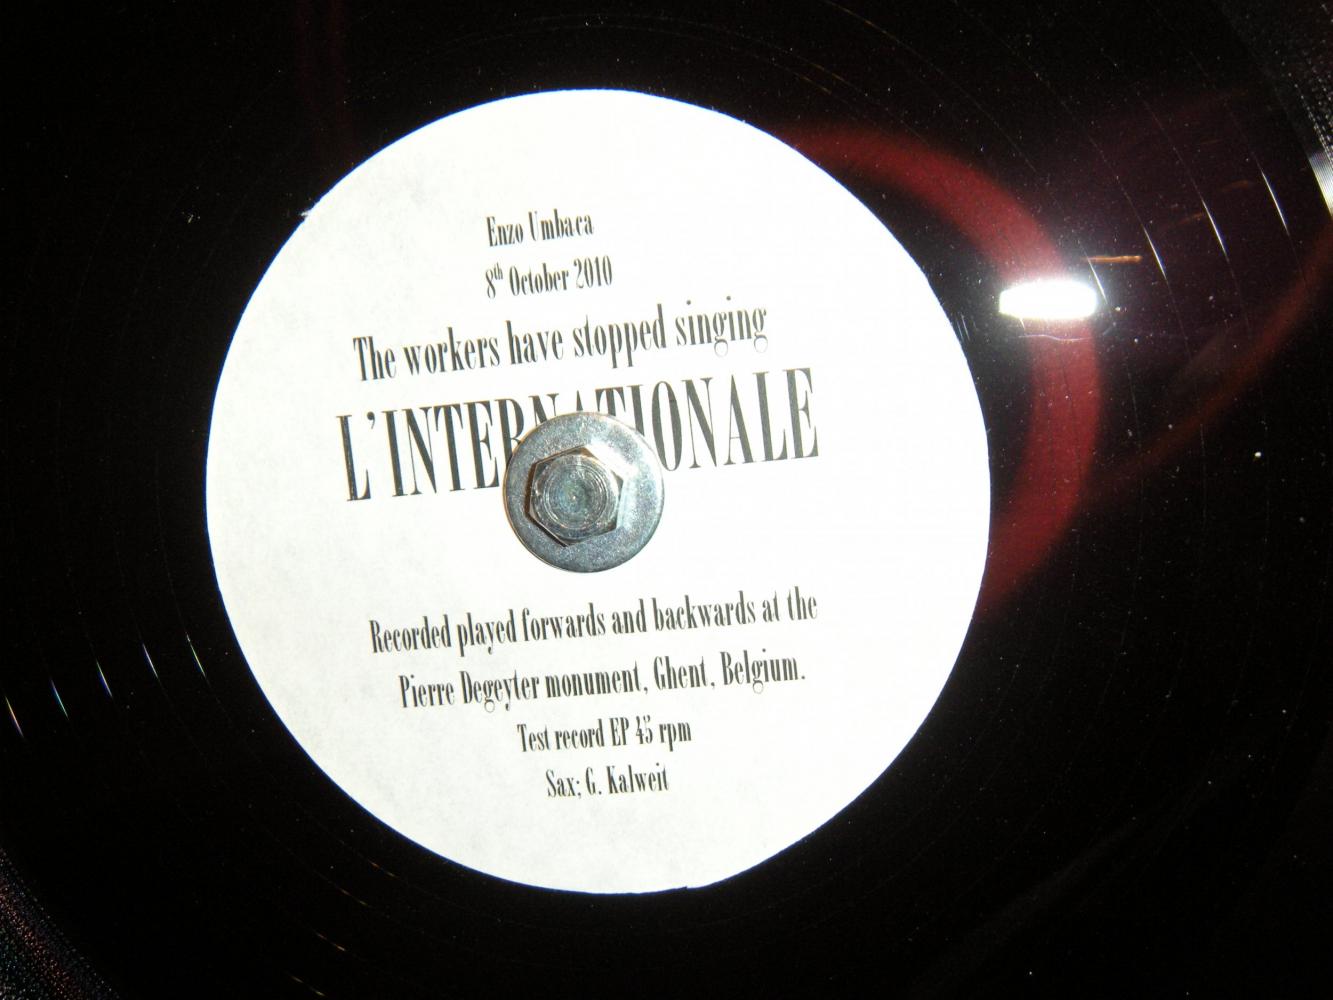 Enzo Umbaca
8th October 2010
The workers have stopped singing
L'INTERNATIONALE
Recorded played forwards and backwards at the
Pierre Degeyter monument, Ghent, Belgium.
Test record EP 45 rpm
Sax; G. Kalweit